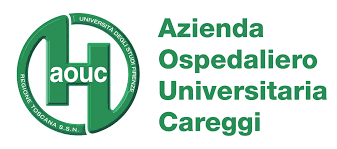 UNIVERSITÀ DEGLI STUDI FIRENZE
aouc
REGIONE TOSCANA S.S.N.
Azienda
Ospedaliero
Universitaria
Careggi